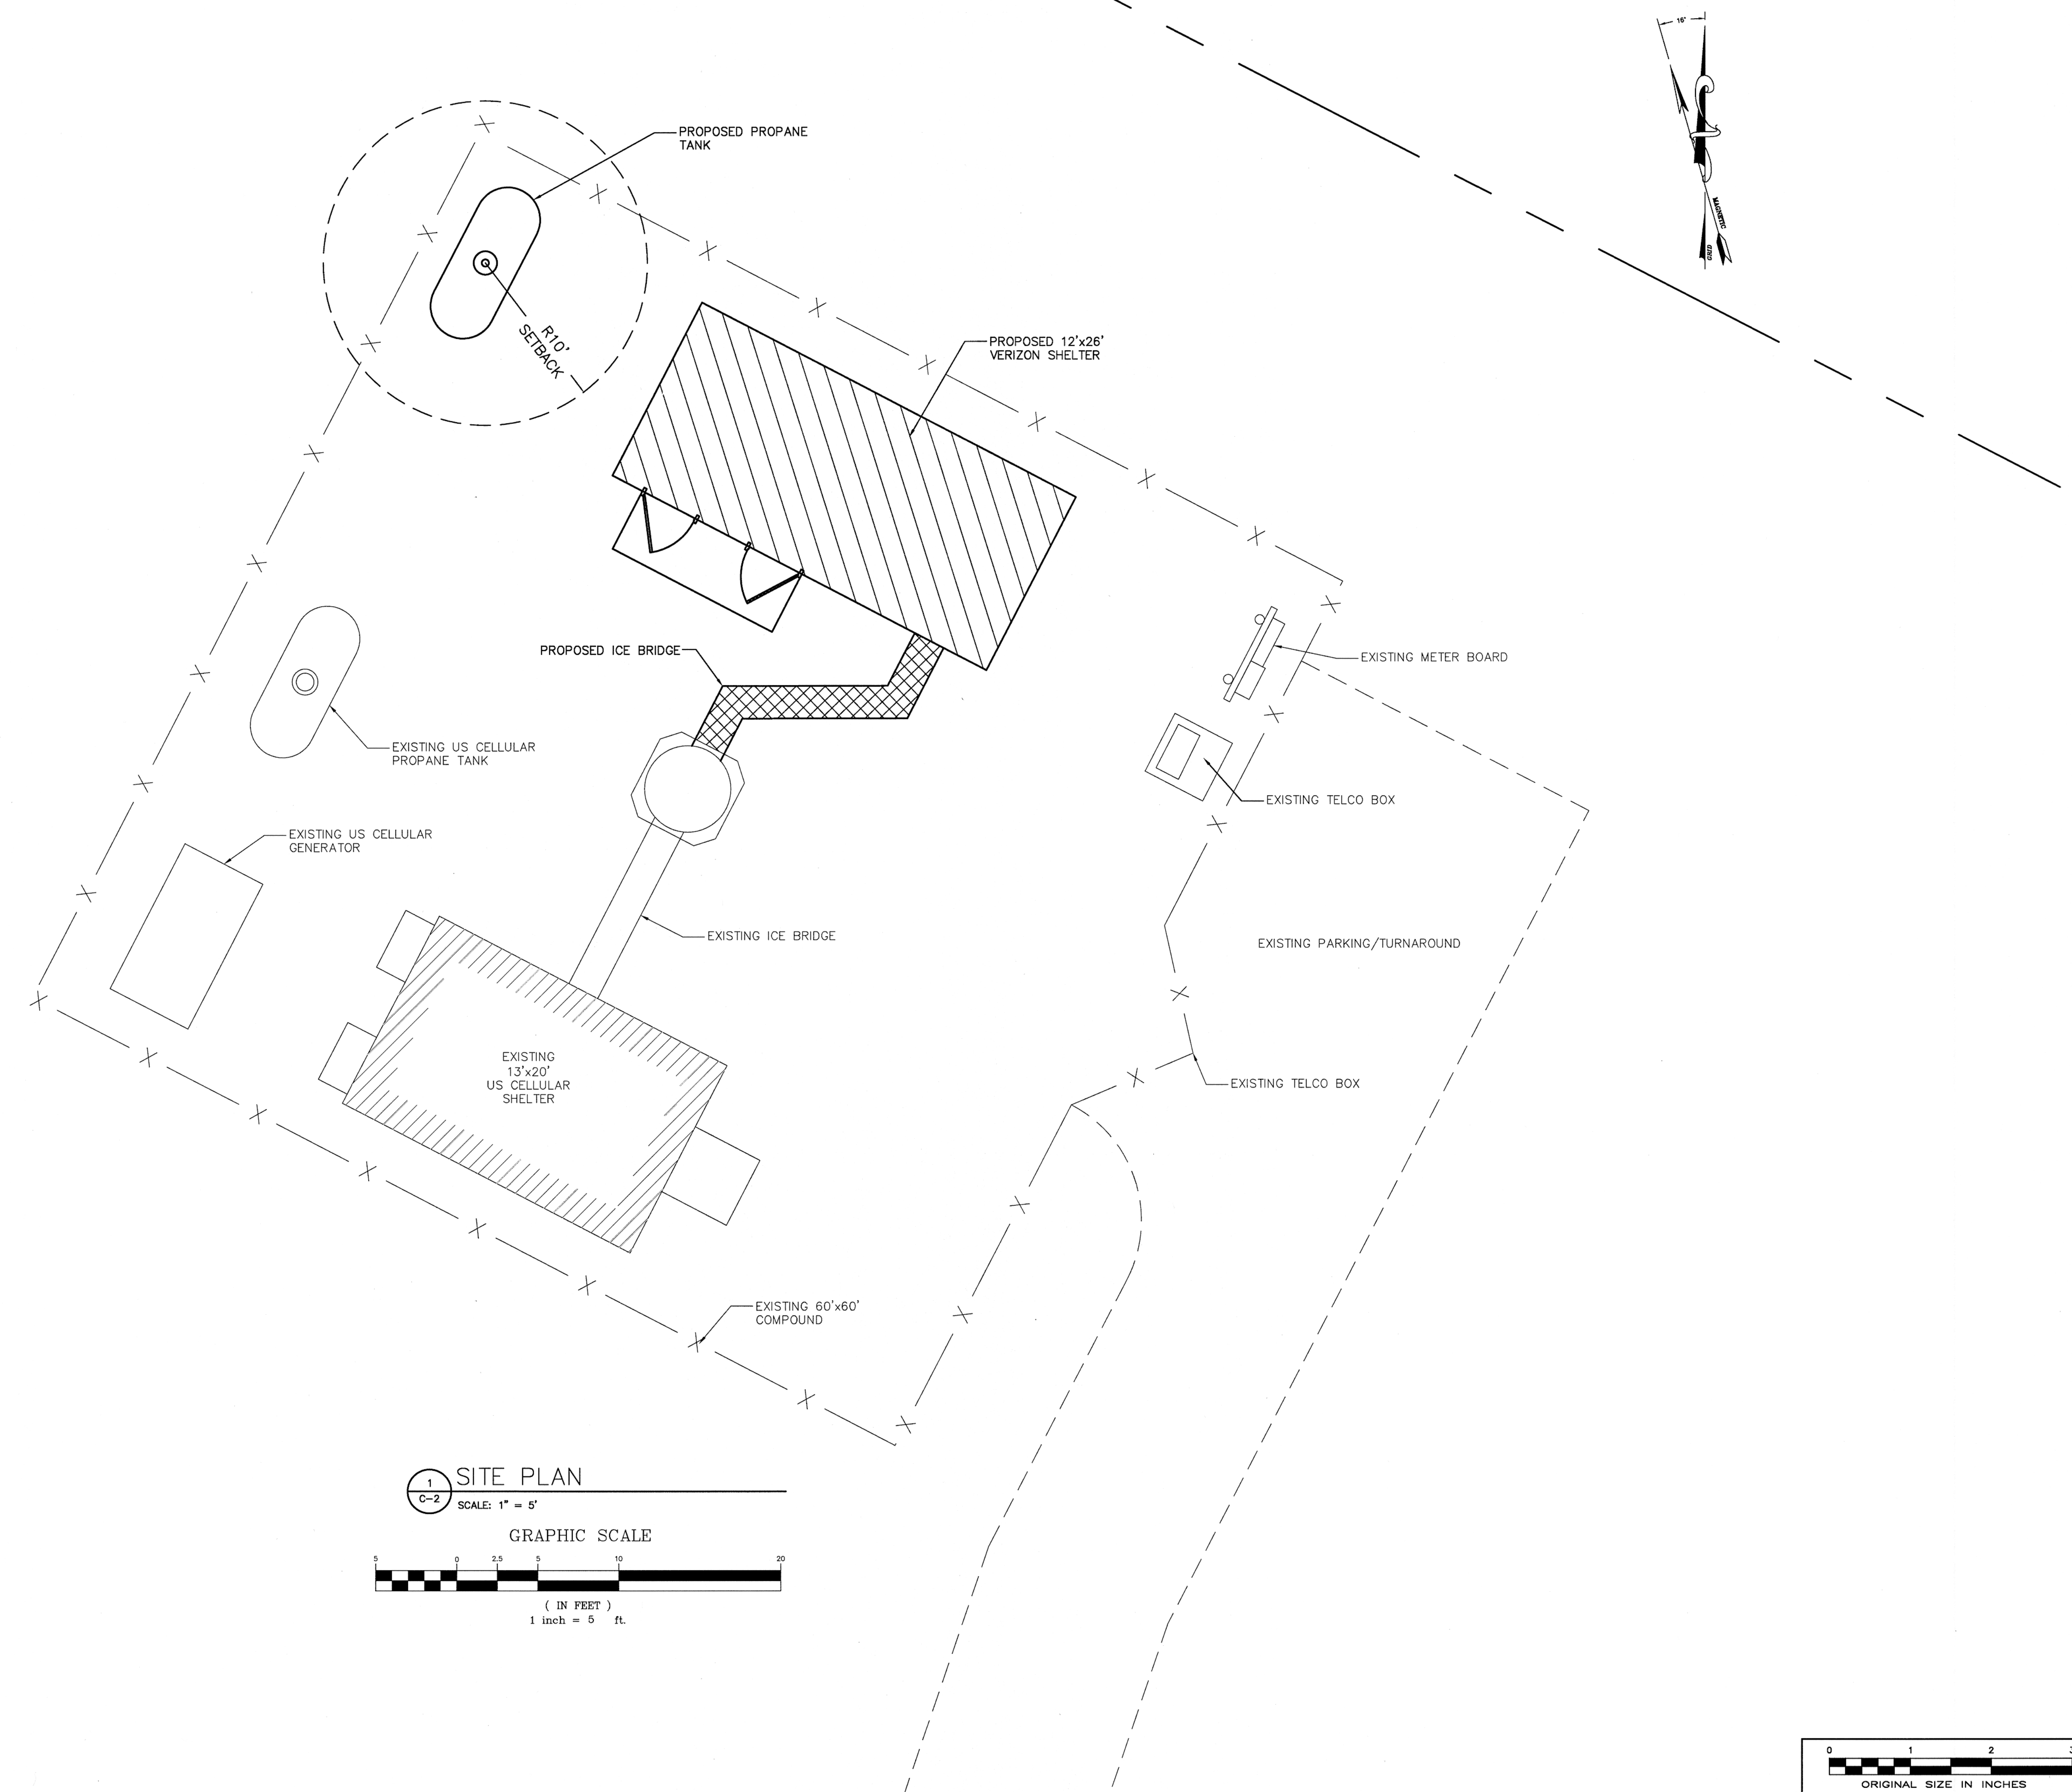 16°
MAGNETIC
GRID
PROPOSED PROPANE
TANK
R10'
SETBACK
PROPOSED 12'x26'
VERIZON SHELTER
PROPOSED ICE BRIDGE
EXISTING METER BOARD
EXISTING US CELLULAR
PROPANE TANK
EXISTING TELCO BOX
EXISTING US CELLULAR
GENERATOR
EXISTING ICE BRIDGE
EXISTING PARKING/TURNAROUND
EXISTING
13'x20'
US CELLULAR
SHELTER
EXISTING TELCO BOX
EXISTING 60'x60'
COMPOUND
1
C-2
SITE PLAN
SCALE: 1" = 5'
GRAPHIC SCALE
5 0 2.5 5 10 20
( IN FEET )
1 inch = 5 ft.
0 1 2 3
ORIGINAL SIZE IN INCHES